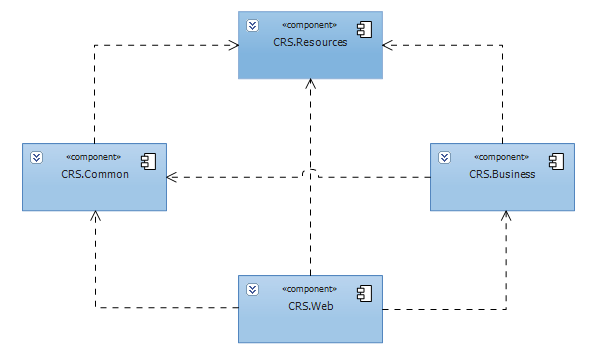 «component»
CRS.Resources
«component»
CRS.Common
«component»
CRS.Business
«component»
CRS.Web